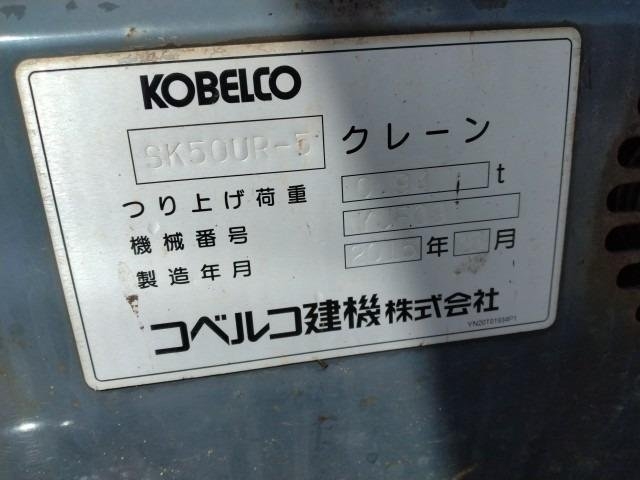 KOBELCO
SK50UR-5 クレーン
つり上げ荷重 t
機械番号
製造年月 年 月
コベルコ建機株式会社
YN20T01934P1